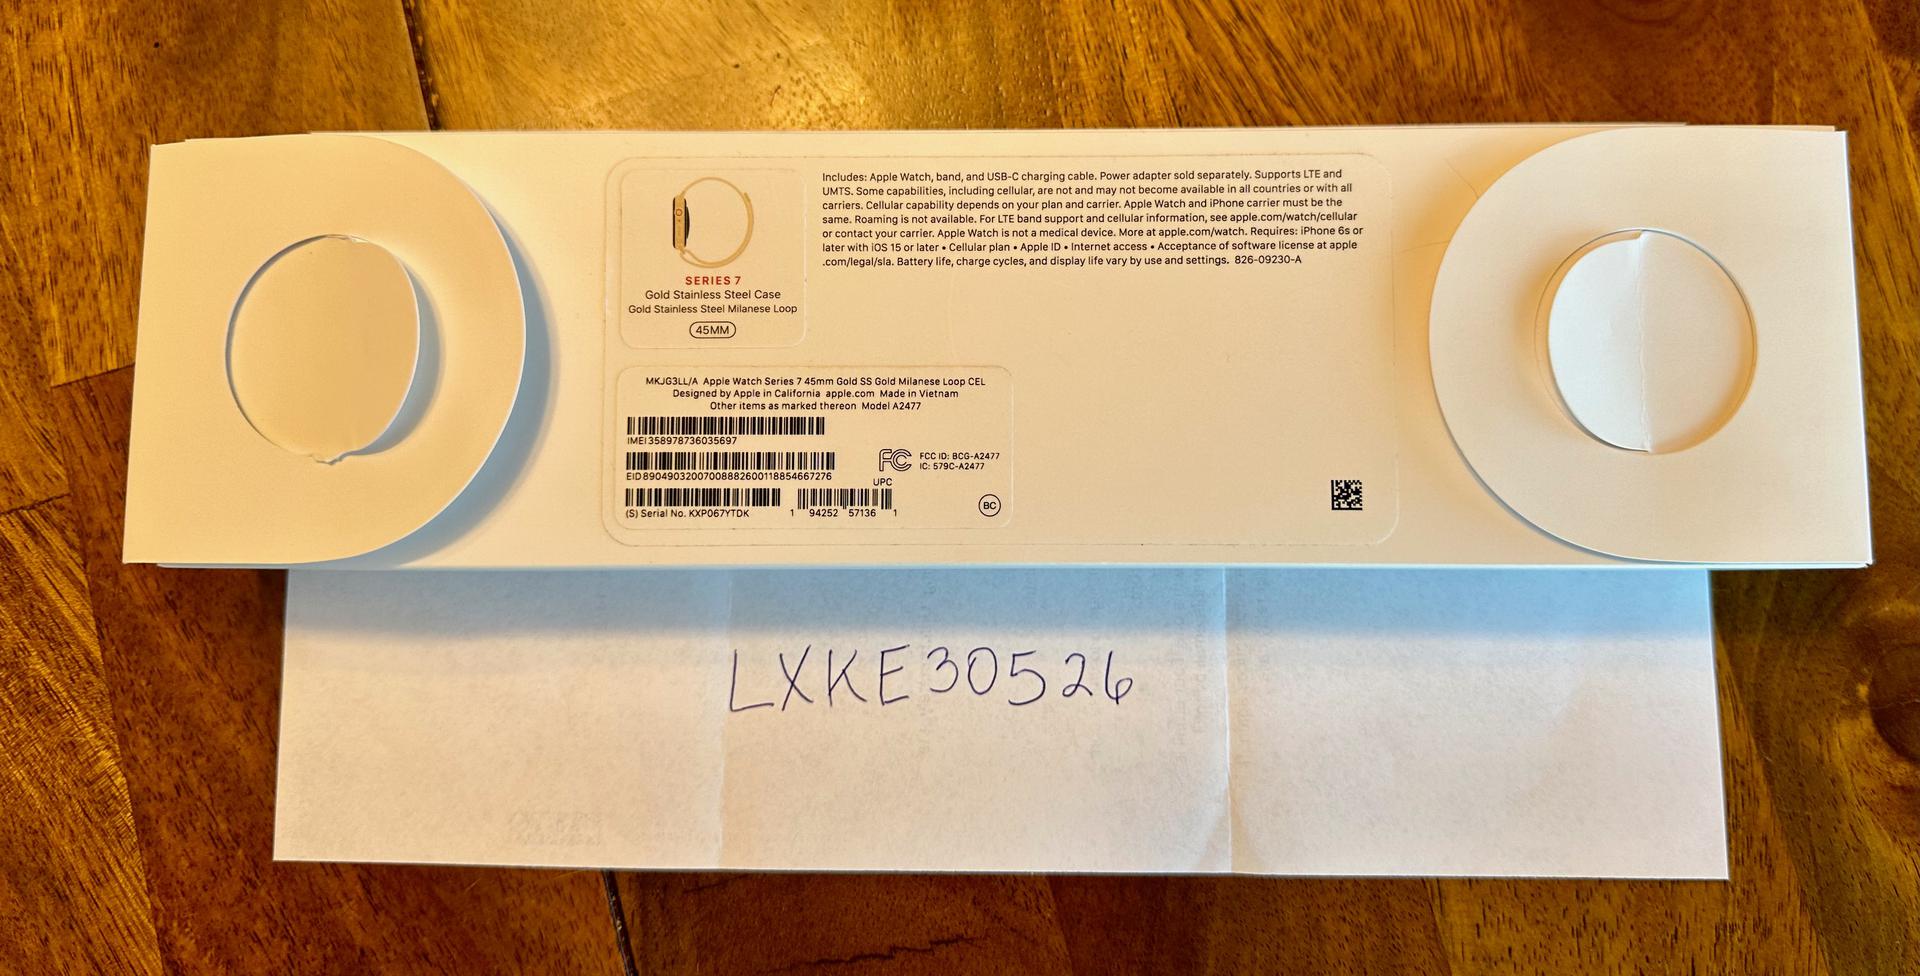 SERIES 7
Gold Stainless Steel Case
Gold Stainless Steel Milanese Loop
45MM
Includes: Apple Watch, band, and USB-C charging cable. Power adapter sold separately. Supports LTE and
UMTS. Some capabilities, including cellular, are not and may not become available in all countries or with all
carriers. Cellular capability depends on your plan and carrier. Apple Watch and iPhone carrier must be the
same. Roaming is not available. For LTE band support and cellular information, see apple.com/watch/cellular
or contact your carrier. Apple Watch is not a medical device. More at apple.com/watch. Requires: iPhone 6s or
later with iOS 15 or later • Cellular plan • Apple ID • Internet access • Acceptance of software license at apple
.com/legal/sla. Battery life, charge cycles, and display life vary by use and settings. 826-09230-A
MKJG3LL/A Apple Watch Series 7 45mm Gold SS Gold Milanese Loop CEL
Designed by Apple in California apple.com Made in Vietnam
Other items as marked thereon Model A2477
IMEI 358978736035697
FC FCC ID: BCG-A2477
IC: 579C-A2477
EID 89049032007008882600118854667276
UPC
(S) Serial No. KXP067YTDK
1 94252 57136 1
BC
LXKE30526